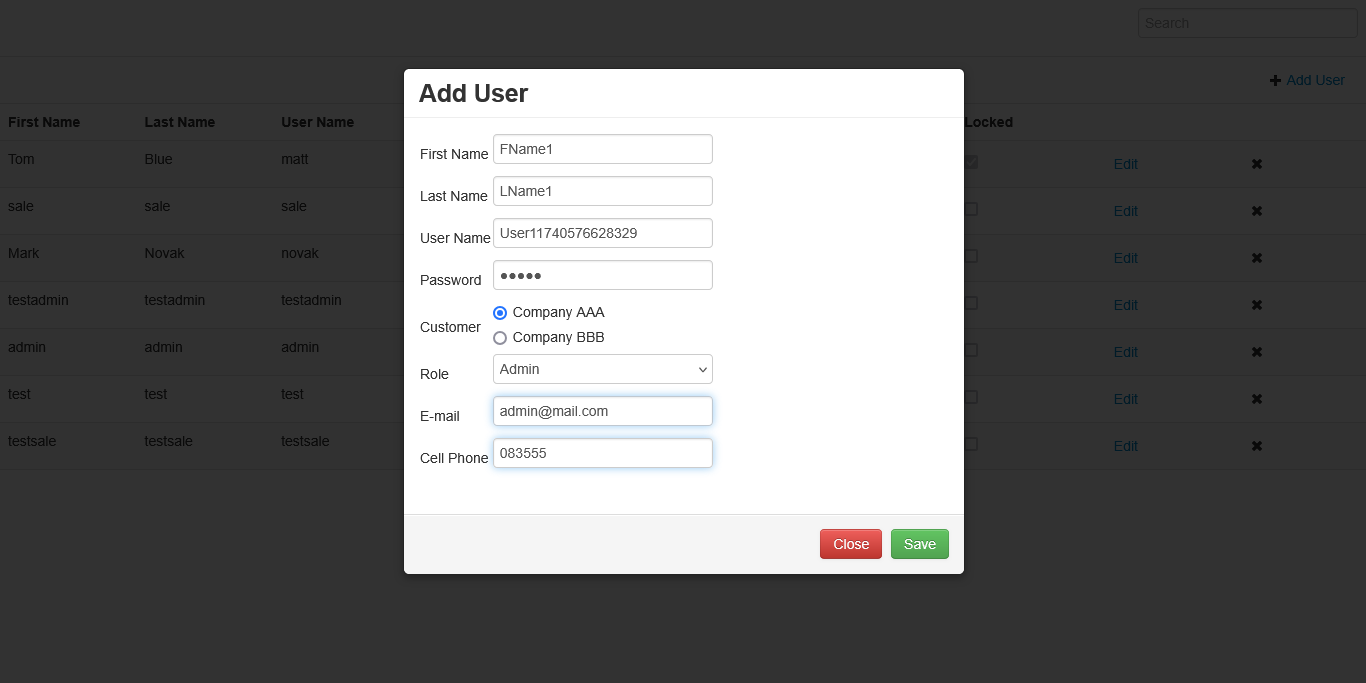 Search
Add User
First Name Last Name User Name Locked
Tom Blue matt Edit
sale sale sale Edit
Mark Novak novak Edit
testadmin testadmin testadmin Edit
admin admin admin Edit
test test test Edit
testsale testsale testsale Edit
Add User
First Name FName1
Last Name LName1
User Name User11740576628329
Password •••••
Customer Company AAA
Company BBB
Role Admin
E-mail admin@mail.com
Cell Phone 083555
Close Save